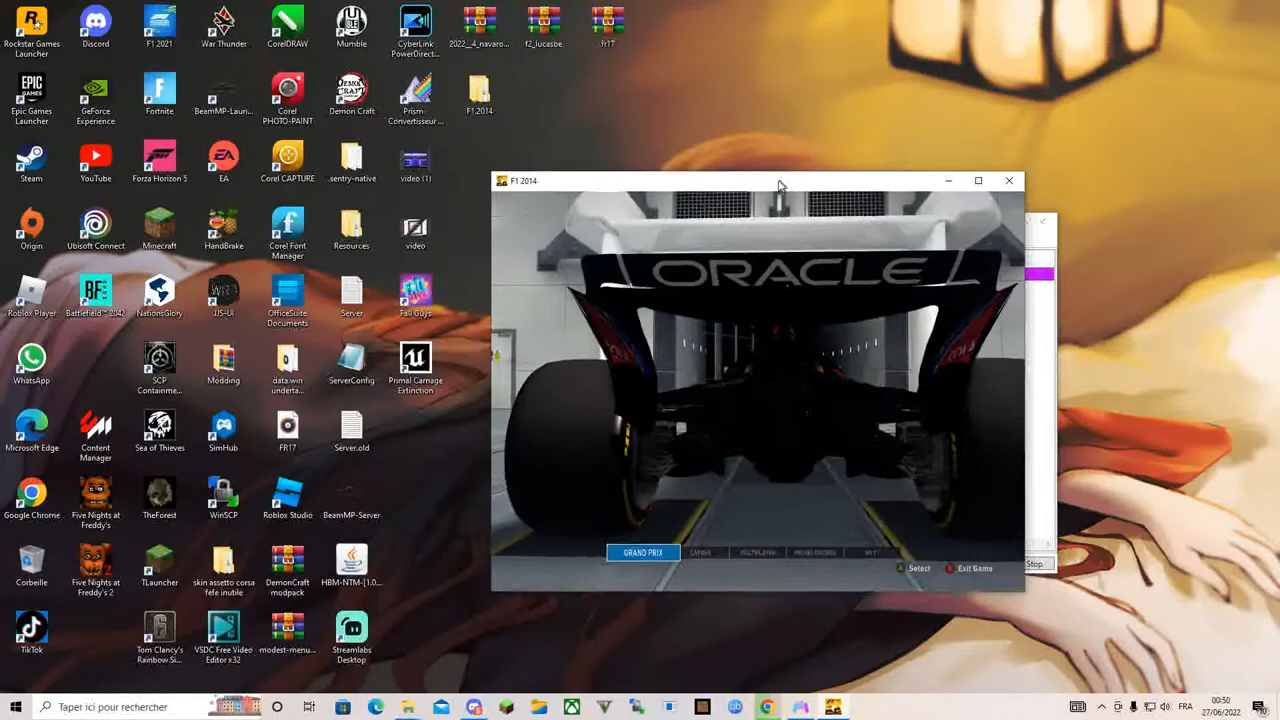 Rockstar Games Launcher
Discord
F1 2021
War Thunder
CorelDRAW
Mumble
CyberLink PowerDirect...
2022__4_navaro...
f2_lucasbe.
fr17
Epic Games Launcher
GeForce Experience
Fortnite
BeamMP-Laun...
Corel PHOTO-PAINT
Demon Craft
Prism-Convertisseur ...
F1.2014
Steam
YouTube
Forza Horizon 5
EA
Corel CAPTURE
sentry-native
video (1)
Origin
Ubisoft Connect
Minecraft
HandBrake
Corel Font Manager
Resources
video
Roblox Player
Battlefield™ 2042
NationsGlory
JJS-UI
OfficeSuite Documents
Server
Fall Guys
WhatsApp
SCP Containme...
Modding
data.win underta...
ServerConfig
Primal Carnage Extinction
Microsoft Edge
Content Manager
Sea of Thieves
SimHub
FR17
Server.old
Google Chrome
Five Nights at Freddy's
TheForest
WinSCP
Roblox Studio
BeamMP-Server
Corbeille
Five Nights at Freddy's 2
TLauncher
skin assetto corsa fefe inutile
DemonCraft modpack
HBM-NTM-[1.0...
TikTok
Tom Clancy's Rainbow Si...
VSDC Free Video Editor x32
modest-menu...
Streamlabs Desktop
F1 2014
ORACLE
GRAND PRIX
CAREER
MULTIPLAYER
PROVING GROUNDS
MY F1
A Select
B Exit Game
Stop
Taper ici pour rechercher
FRA
00:50
27/06/2022